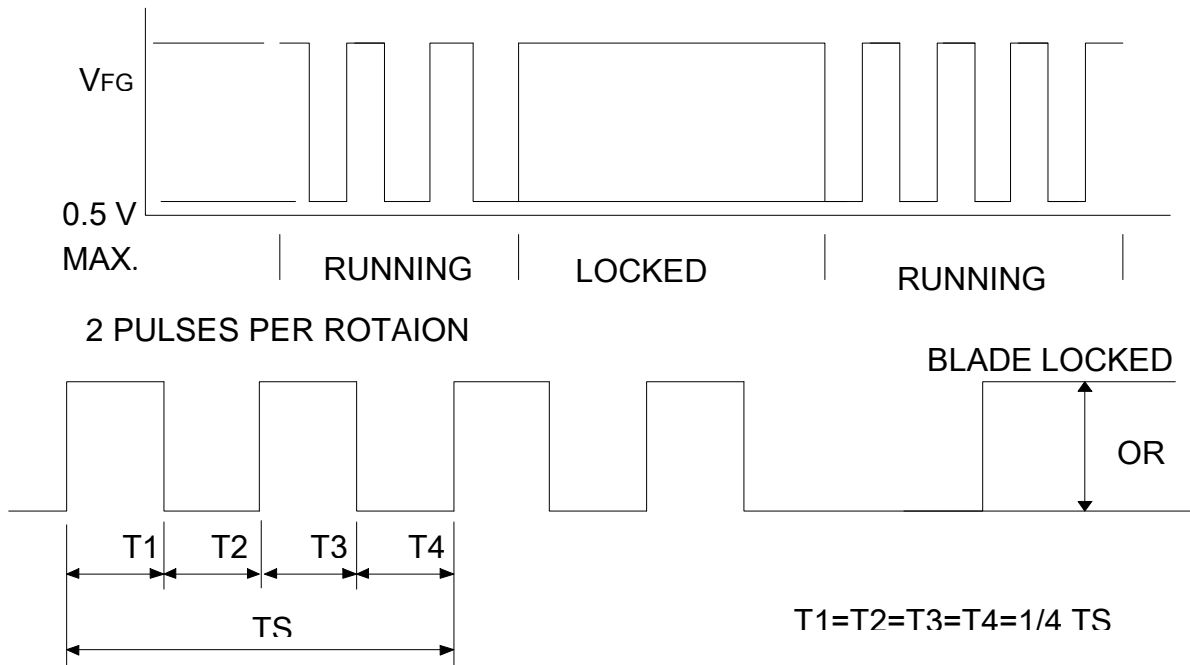 VFG
0.5 V
MAX.
RUNNING
LOCKED
RUNNING
2 PULSES PER ROTAION
BLADE LOCKED
OR
T1
T2
T3
T4
TS
T1=T2=T3=T4=1/4 TS